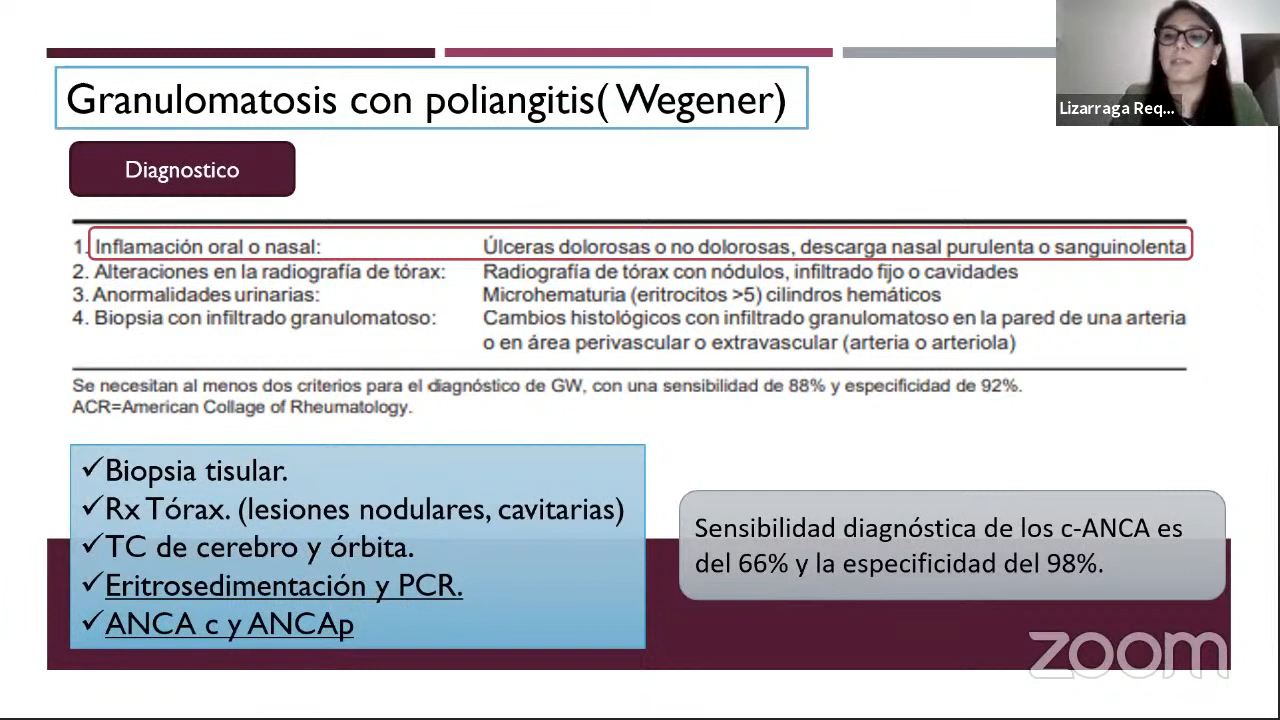 Granulomatosis con poliangitis( Wegener)
Lizarraga Req...
Diagnostico
1. Inflamación oral o nasal: Úlceras dolorosas o no dolorosas, descarga nasal purulenta o sanguinolenta
2. Alteraciones en la radiografía de tórax: Radiografía de tórax con nódulos, infiltrado fijo o cavidades
3. Anormalidades urinarias: Microhematuria (eritrocitos >5) cilindros hemáticos
4. Biopsia con infiltrado granulomatoso: Cambios histológicos con infiltrado granulomatoso en la pared de una arteria
o en área perivascular o extravascular (arteria o arteriola)
Se necesitan al menos dos criterios para el diagnóstico de GW, con una sensibilidad de 88% y especificidad de 92%.
ACR=American Collage of Rheumatology.
✓Biopsia tisular.
✓Rx Tórax. (lesiones nodulares, cavitarias)
✓TC de cerebro y órbita.
✓Eritrosedimentación y PCR.
✓ANCA c y ANCAp
Sensibilidad diagnóstica de los c-ANCA es
del 66% y la especificidad del 98%.
zoom